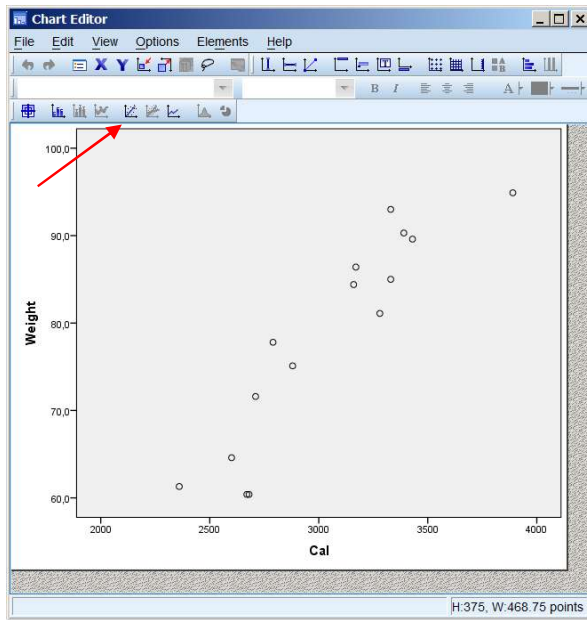 Chart Editor
File Edit View Options Elements Help
X Y
B I A
100,0
90,0
80,0
70,0
60,0
Weight
2000 2500 3000 3500 4000
Cal
H:375, W:468.75 points